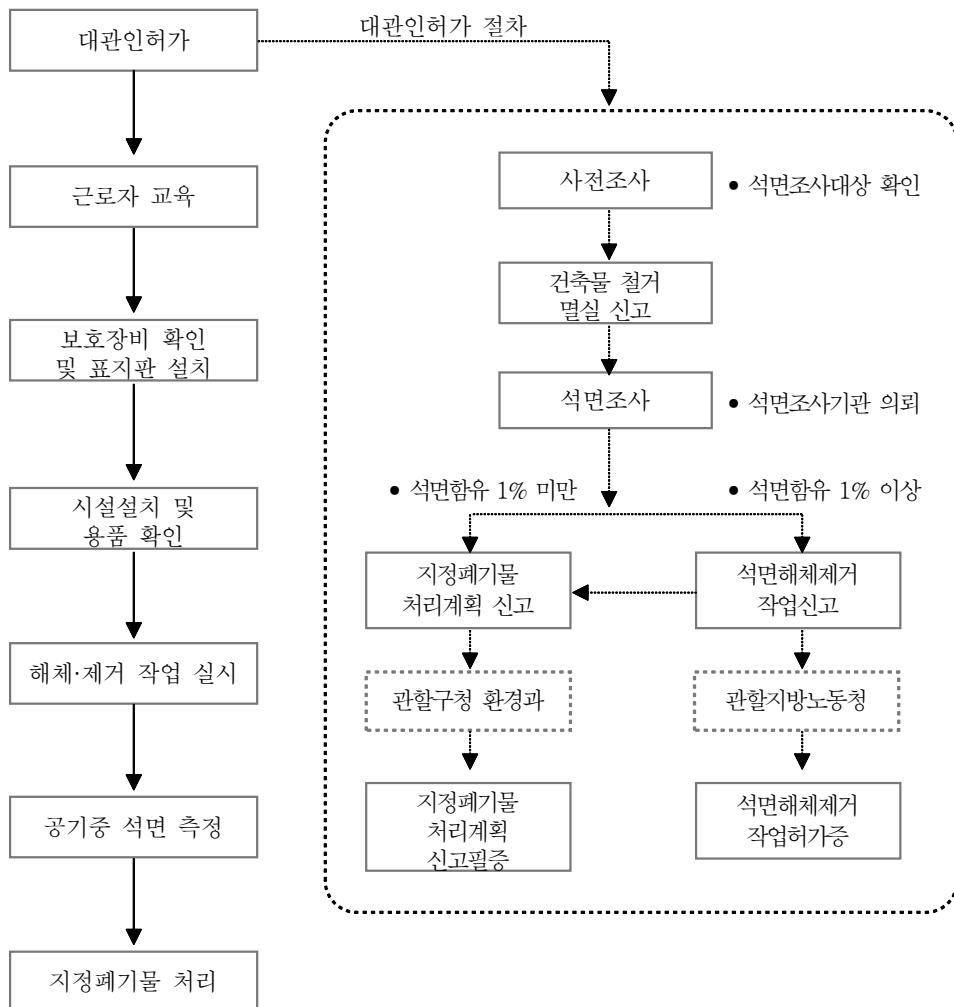 대관인허가
대관인허가 절차
근로자 교육
보호장비 확인
및 표지판 설치
시설설치 및
용품 확인
해체·제거 작업 실시
공기중 석면 측정
지정폐기물 처리
사전조사
• 석면조사대상 확인
건축물 철거
멸실 신고
석면조사
• 석면조사기관 의뢰
• 석면함유 1% 미만
• 석면함유 1% 이상
지정폐기물
처리계획 신고
석면해체제거
작업신고
관할구청 환경과
관할지방노동청
지정폐기물
처리계획
신고필증
석면해체제거
작업허가증